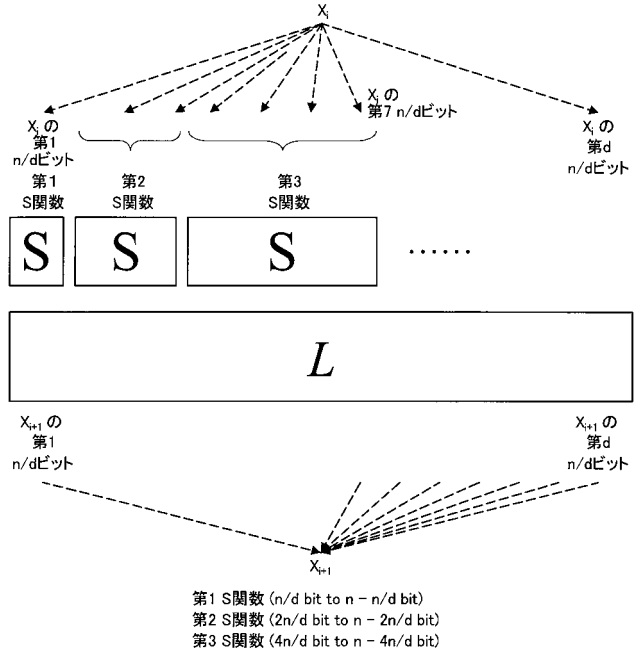 Xi
Xi の
第1
n/dビット
Xi の
第7 n/dビット
Xi の
第d
n/dビット
第1
S関数
第2
S関数
第3
S関数
S
S
S
······
L
Xi+1 の
第1
n/dビット
Xi+1 の
第d
n/dビット
Xi+1
第1 S関数 (n/d bit to n − n/d bit)
第2 S関数 (2n/d bit to n − 2n/d bit)
第3 S関数 (4n/d bit to n − 4n/d bit)